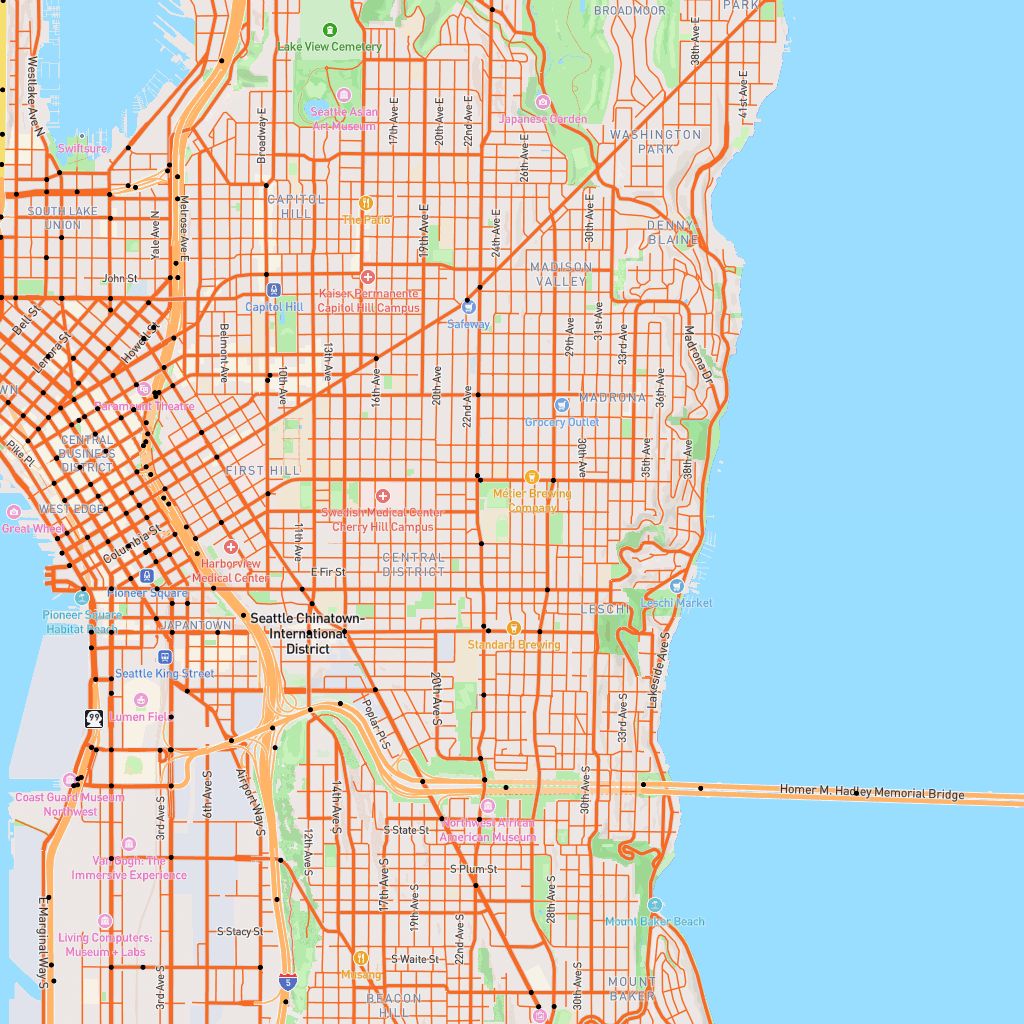 BROADMOOR
PARK
Lake View Cemetery
38th Ave E
Westlake Ave N
41st Ave E
Seattle Asian
Art Museum
Japanese Garden
17th Ave E
20th Ave E
22nd Ave E
Broadway E
WASHINGTON
PARK
Swiftsure
26th Ave E
CAPITOL
HILL
The Patio
SOUTH LAKE
UNION
Yale Ave N
Melrose Ave E
19th Ave E
24th Ave E
30th Ave E
DENNY
BLAINE
John St
Kaiser Permanente
Capitol Hill Campus
MADISON
VALLEY
Capitol Hill
Safeway
Bell St
Lenora St
Howell St
Belmont Ave
13th Ave
29th Ave
31st Ave
33rd Ave
Madrona Dr
10th Ave
16th Ave
20th Ave
22nd Ave
36th Ave
WN
Paramount Theatre
MADRONA
Grocery Outlet
Pike Pl
CENTRAL
BUSINESS
DISTRICT
FIRST HILL
30th Ave
35th Ave
38th Ave
Métier Brewing
Company
WEST EDGE
Great Wheel
Swedish Medical Center
Cherry Hill Campus
Columbia St
11th Ave
Harborview
Medical Center
E Fir St
CENTRAL
DISTRICT
Pioneer Square
Pioneer Square
Habitat Beach
LESCHI
Leschi Market
JAPANTOWN
Seattle Chinatown-
International
District
Standard Brewing
Seattle King Street
20th Ave S
Lakeside Ave S
33rd Ave S
Lumen Field
99
Poplar Pl S
Coast Guard Museum
Northwest
3rd Ave S
6th Ave S
Airport Way S
14th Ave S
30th Ave S
Homer M. Hadley Memorial Bridge
12th Ave S
S State St
Northwest African
American Museum
Van Gogh: The
Immersive Experience
S Plum St
17th Ave S
19th Ave S
28th Ave S
E Marginal Way S
22nd Ave S
Mount Baker Beach
Living Computers:
Museum + Labs
S Stacy St
S Waite St
Musang
3rd Ave S
5
30th Ave S
MOUNT
BAKER
BEACON
HILL